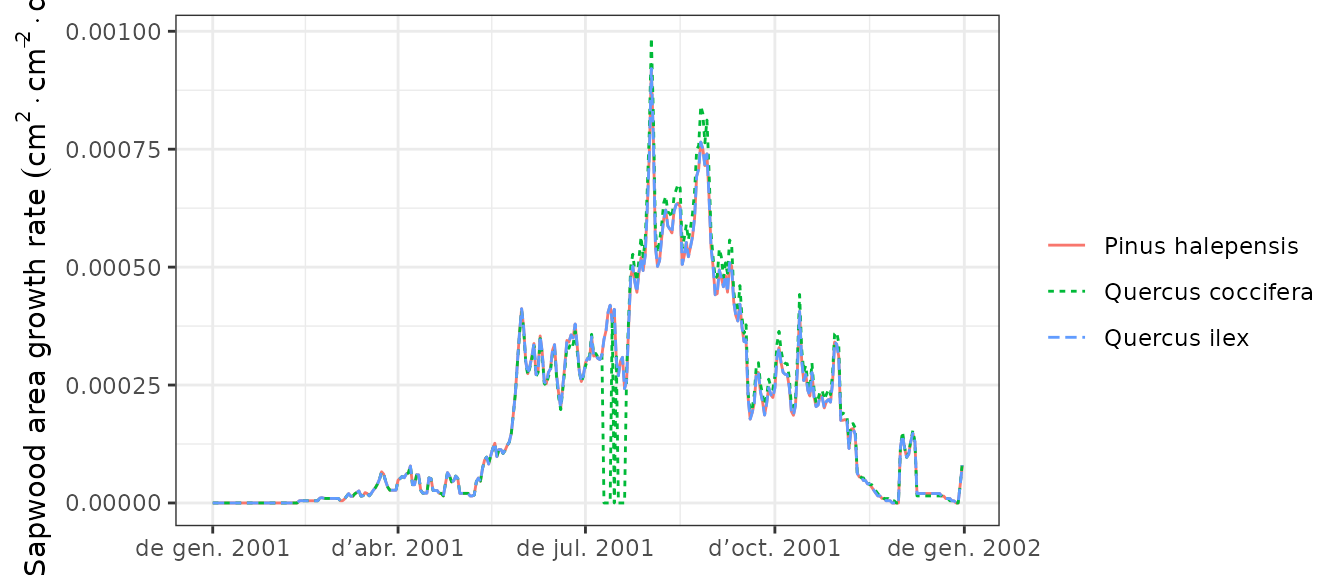 Sapwood area growth rate (cm² · cm⁻² ·
0.00100
0.00075
0.00050
0.00025
0.00000
de gen. 2001
d’abr. 2001
de jul. 2001
d’oct. 2001
de gen. 2002
Pinus halepensis
Quercus coccifera
Quercus ilex